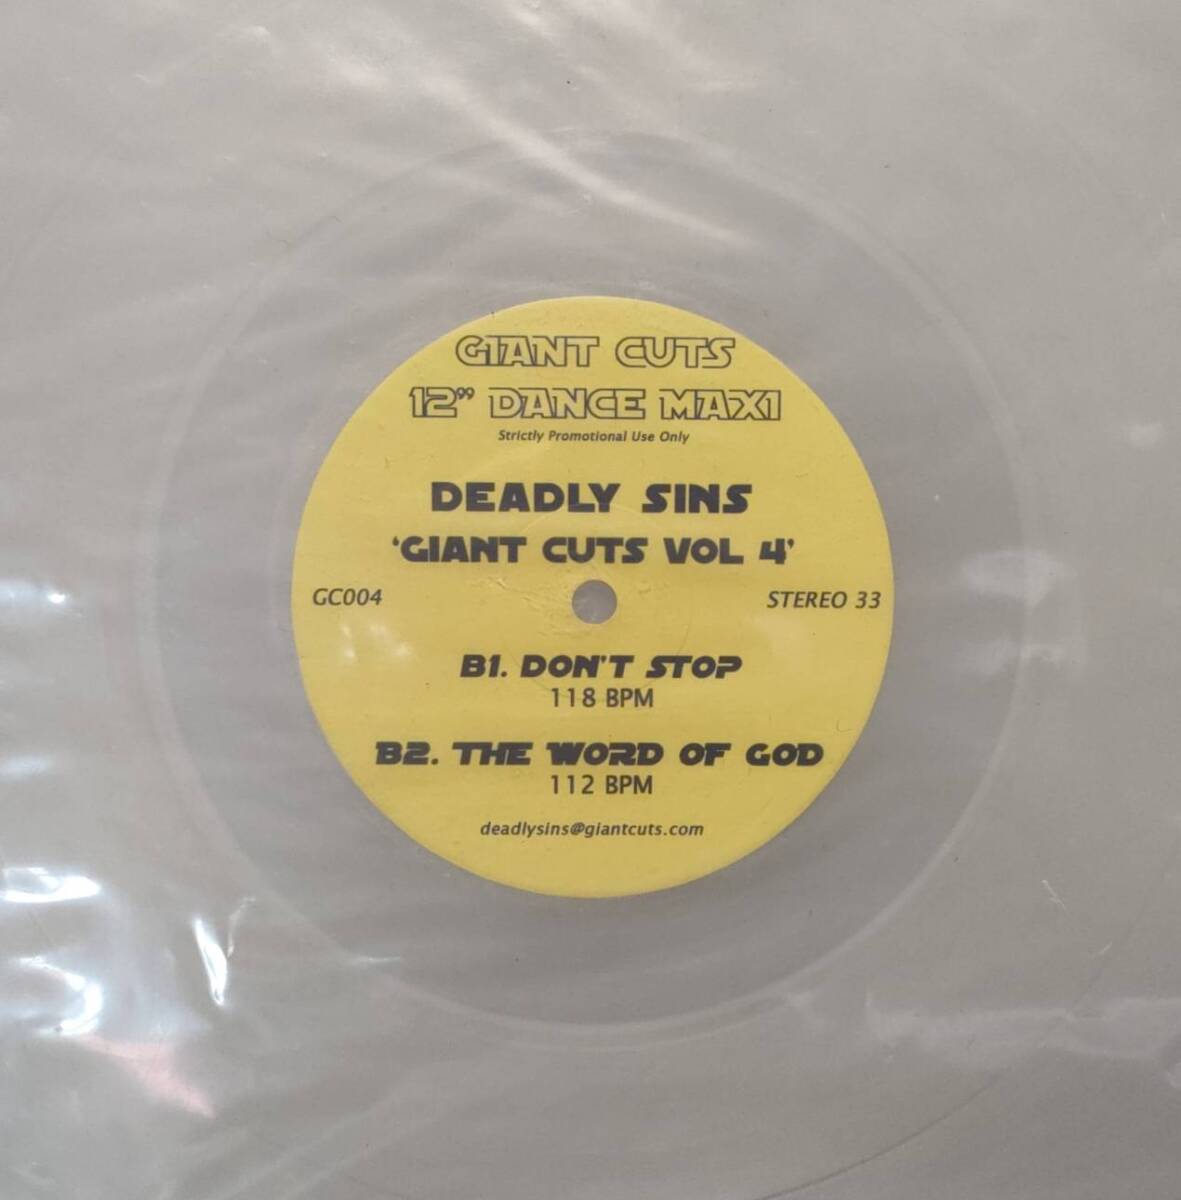 GIANT CUTS
12" DANCE MAXI
Strictly Promotional Use Only
DEADLY SINS
'GIANT CUTS VOL 4'
GC004 STEREO 33
B1. DON'T STOP
118 BPM
B2. THE WORD OF GOD
112 BPM
deadlysins@giantcuts.com